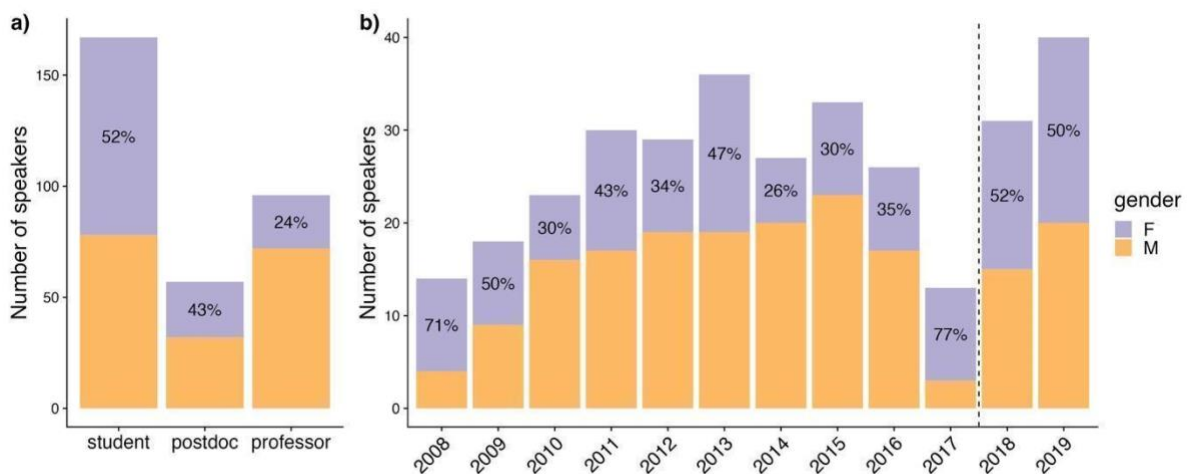 a)
Number of speakers
150
100
50
0
52%
43%
24%
student postdoc professor
b)
Number of speakers
40
30
20
10
0
71%
50%
30%
43%
34%
47%
26%
30%
35%
77%
52%
50%
2008 2009 2010 2011 2012 2013 2014 2015 2016 2017 2018 2019
gender
F
M